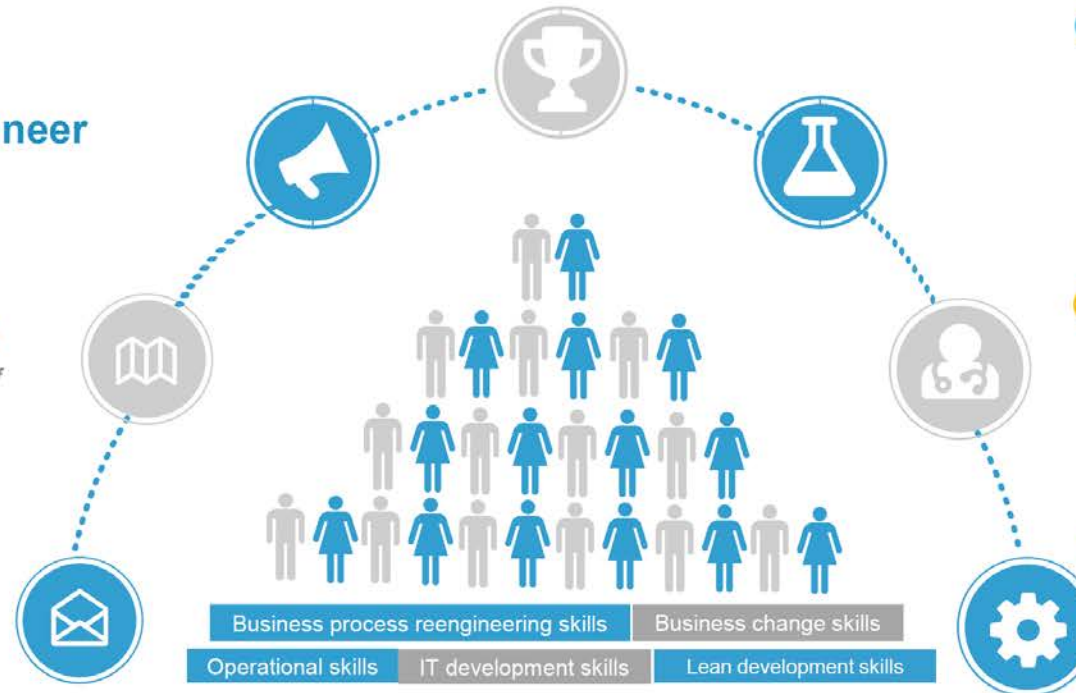 neer
Business process reengineering skills
Business change skills
Operational skills
IT development skills
Lean development skills